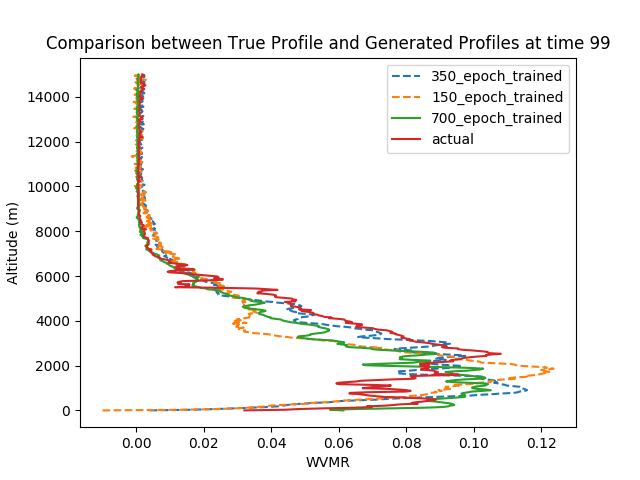 Comparison between True Profile and Generated Profiles at time 99
350_epoch_trained
150_epoch_trained
700_epoch_trained
actual
14000
12000
10000
8000
6000
4000
2000
0
Altitude (m)
0.00 0.02 0.04 0.06 0.08 0.10 0.12
WVMR